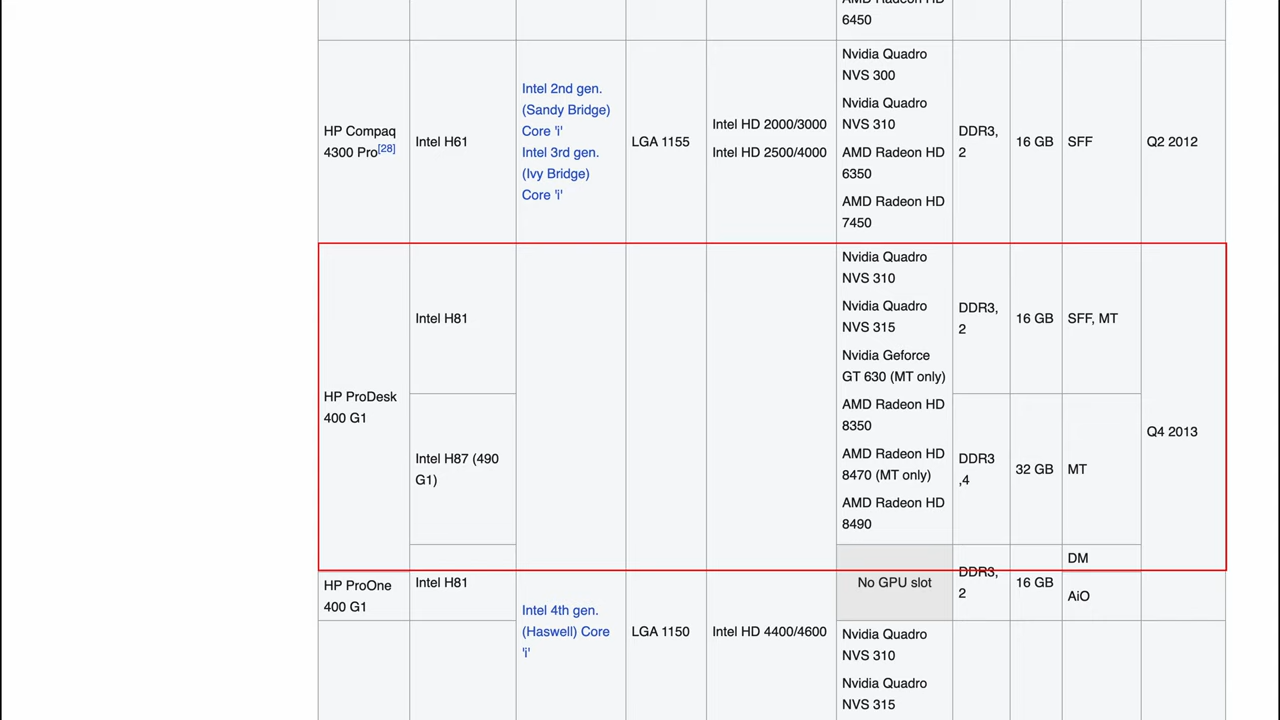 AMD Radeon HD
6450
HP Compaq
4300 Pro[28]
Intel H61
Intel 2nd gen.
(Sandy Bridge)
Core 'i'
Intel 3rd gen.
(Ivy Bridge)
Core 'i'
LGA 1155
Intel HD 2000/3000
Intel HD 2500/4000
Nvidia Quadro
NVS 300
Nvidia Quadro
NVS 310
AMD Radeon HD
6350
AMD Radeon HD
7450
DDR3,
2
16 GB
SFF
Q2 2012
HP ProDesk
400 G1
Intel H81
Nvidia Quadro
NVS 310
Nvidia Quadro
NVS 315
Nvidia Geforce
GT 630 (MT only)
AMD Radeon HD
8350
AMD Radeon HD
8470 (MT only)
AMD Radeon HD
8490
DDR3,
2
16 GB
SFF, MT
Q4 2013
Intel H87 (490
G1)
DDR3
,4
32 GB
MT
Intel H81
No GPU slot
DDR3,
2
16 GB
DM
HP ProOne
400 G1
AiO
Intel 4th gen.
(Haswell) Core
'i'
LGA 1150
Intel HD 4400/4600
Nvidia Quadro
NVS 310
Nvidia Quadro
NVS 315